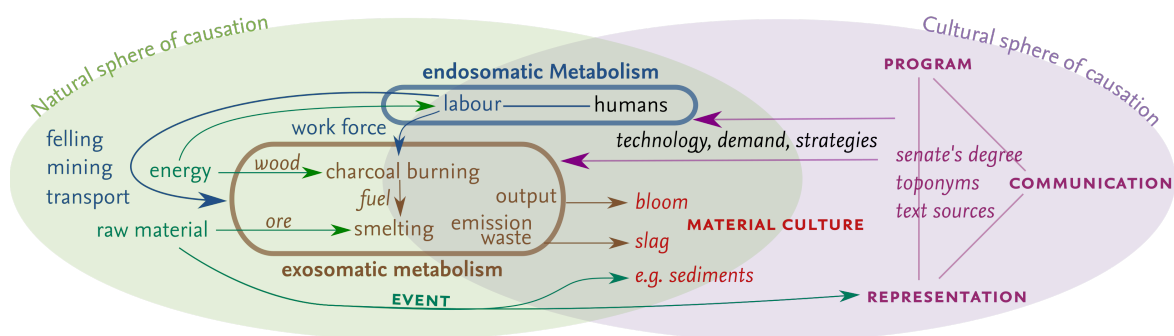 Natural sphere of causation
Cultural sphere of causation
PROGRAM
endosomatic Metabolism
labour
humans
work force
technology, demand, strategies
felling
mining
transport
energy
wood
charcoal burning
fuel
raw material
ore
smelting
output
emission
waste
exosomatic metabolism
bloom
MATERIAL CULTURE
slag
e.g. sediments
EVENT
senate's degree
toponyms
text sources
COMMUNICATION
REPRESENTATION